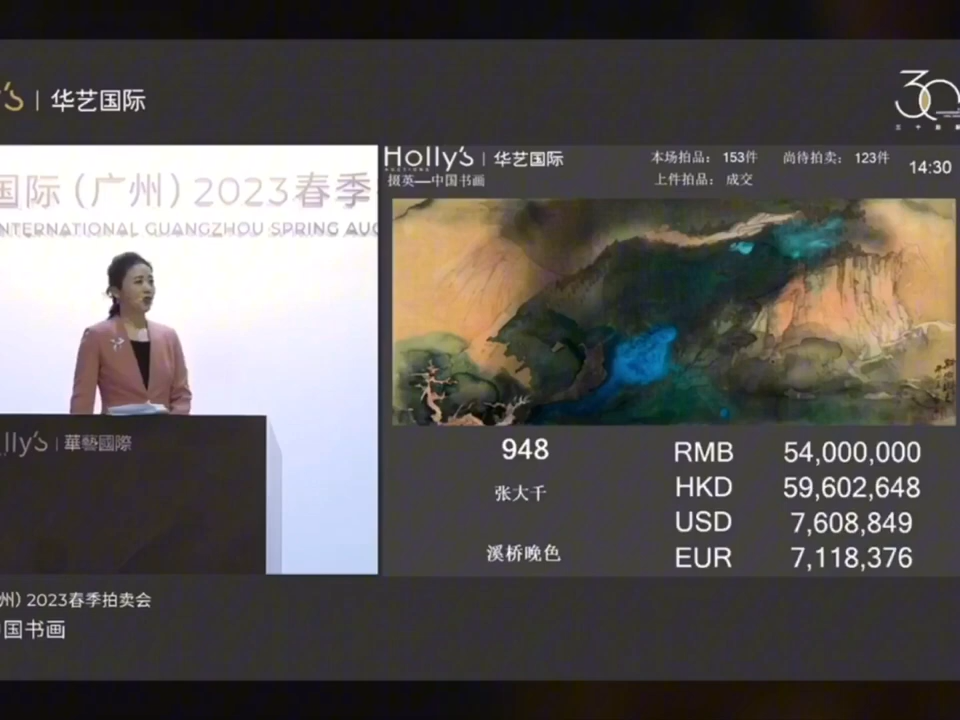 's | 华艺国际
30
国际（广州）2023春季
NTERNATIONAL GUANGZHOU SPRING AUC
lly's | 華藝國際
Holly's | 华艺国际
AUCTIONS
撷英—中国书画
本场拍品： 153件 尚待拍卖： 123件
上件拍品： 成交
14:30
948
张大千
溪桥晚色
RMB 54,000,000
HKD 59,602,648
USD 7,608,849
EUR 7,118,376
州）2023春季拍卖会
中国书画